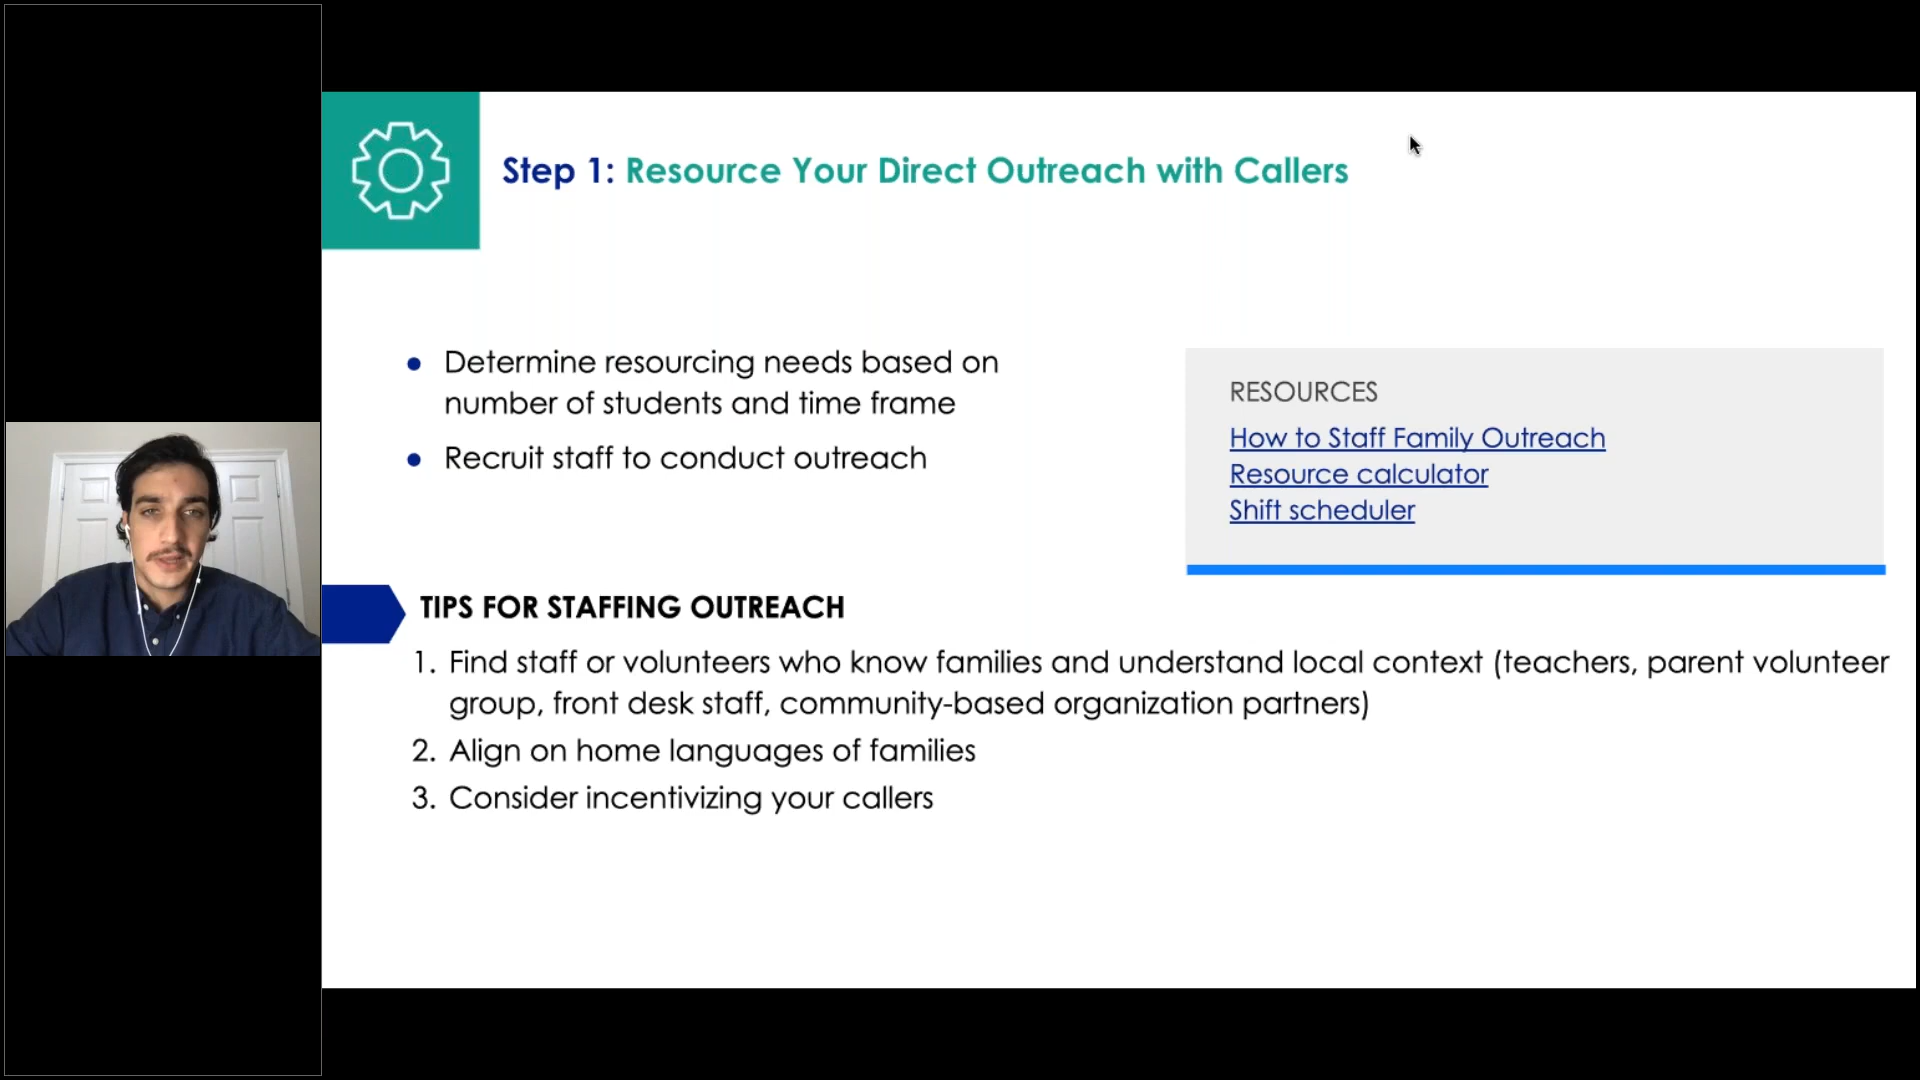 Step 1: Resource Your Direct Outreach with Callers
● Determine resourcing needs based on
number of students and time frame
● Recruit staff to conduct outreach
RESOURCES
How to Staff Family Outreach
Resource calculator
Shift scheduler
TIPS FOR STAFFING OUTREACH
1. Find staff or volunteers who know families and understand local context (teachers, parent volunteer
group, front desk staff, community-based organization partners)
2. Align on home languages of families
3. Consider incentivizing your callers